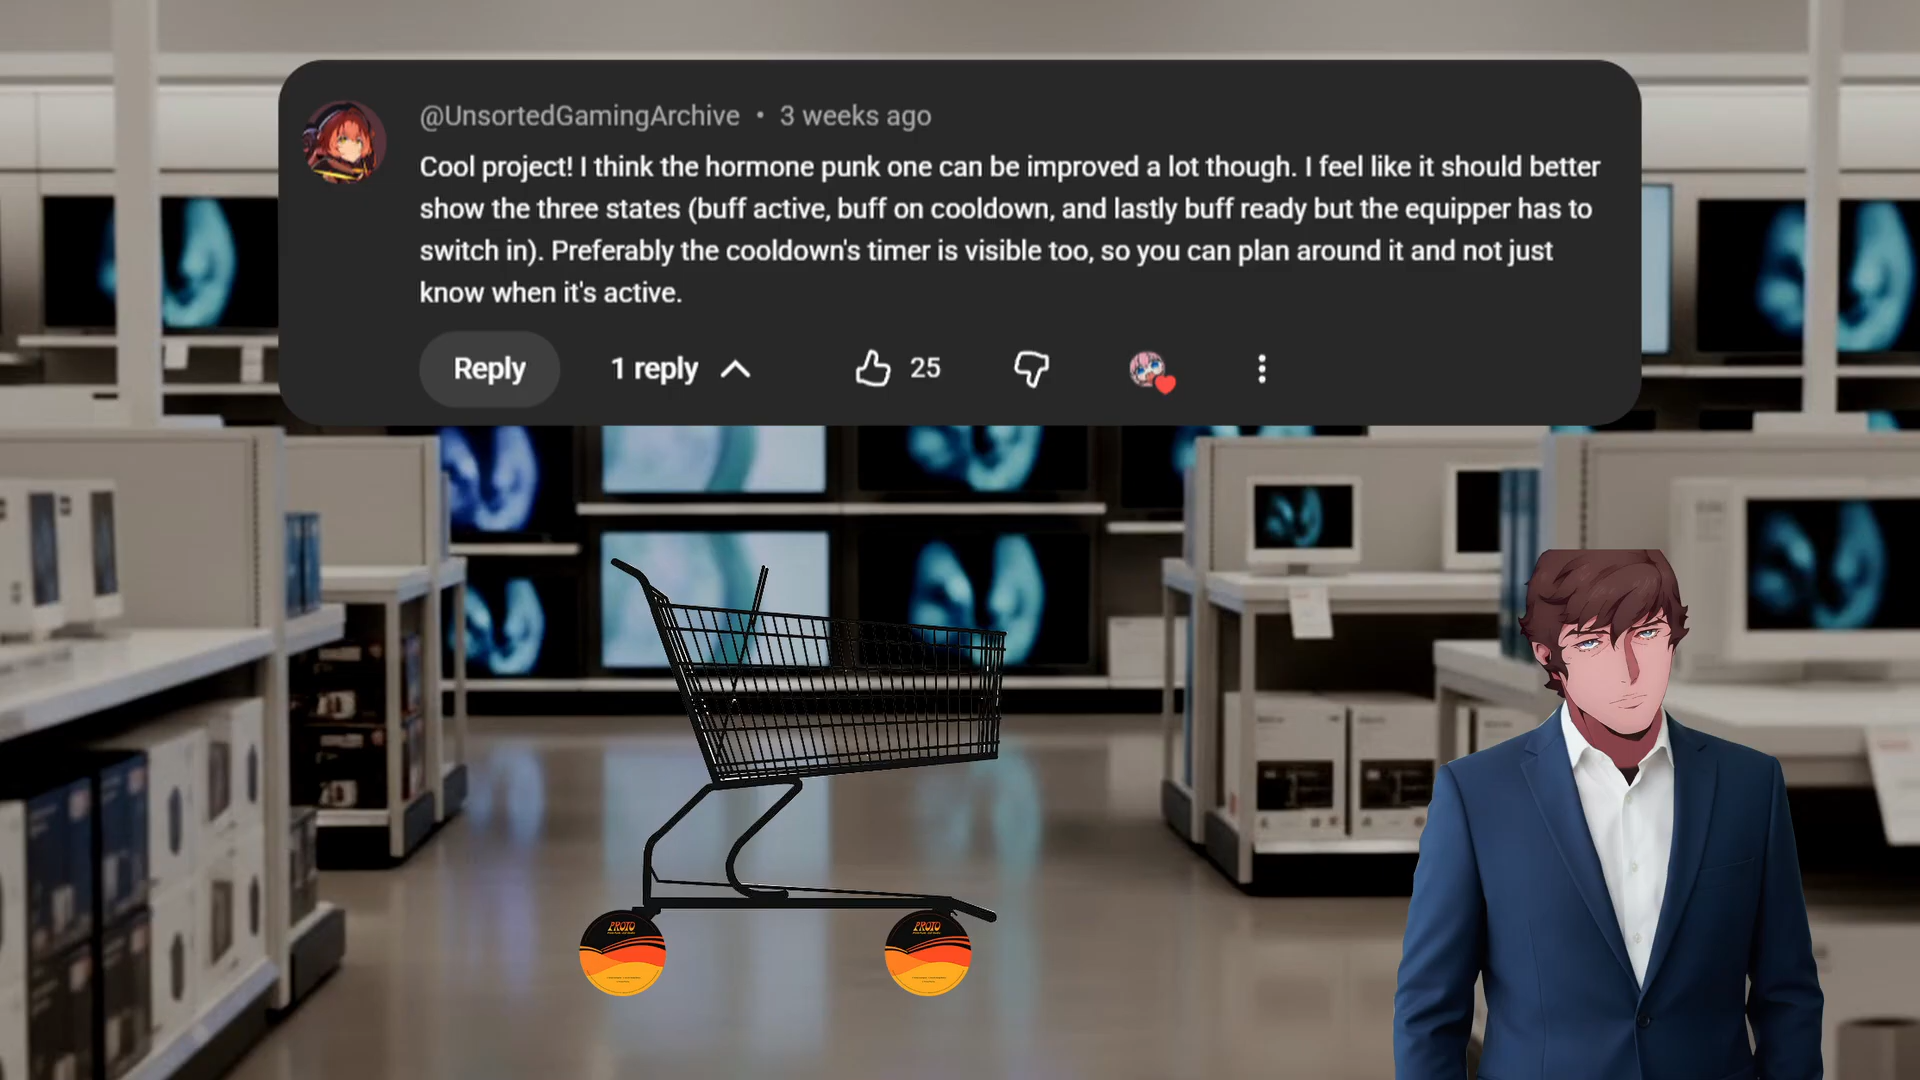 @UnsortedGamingArchive • 3 weeks ago
Cool project! I think the hormone punk one can be improved a lot though. I feel like it should better
show the three states (buff active, buff on cooldown, and lastly buff ready but the equipper has to
switch in). Preferably the cooldown's timer is visible too, so you can plan around it and not just
know when it's active.
Reply
1 reply
25
PROTO
PROTO